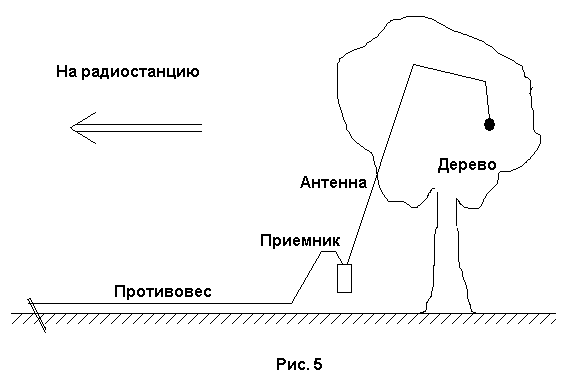 На радиостанцию
Дерево
Антенна
Приемник
Противовес
Рис. 5